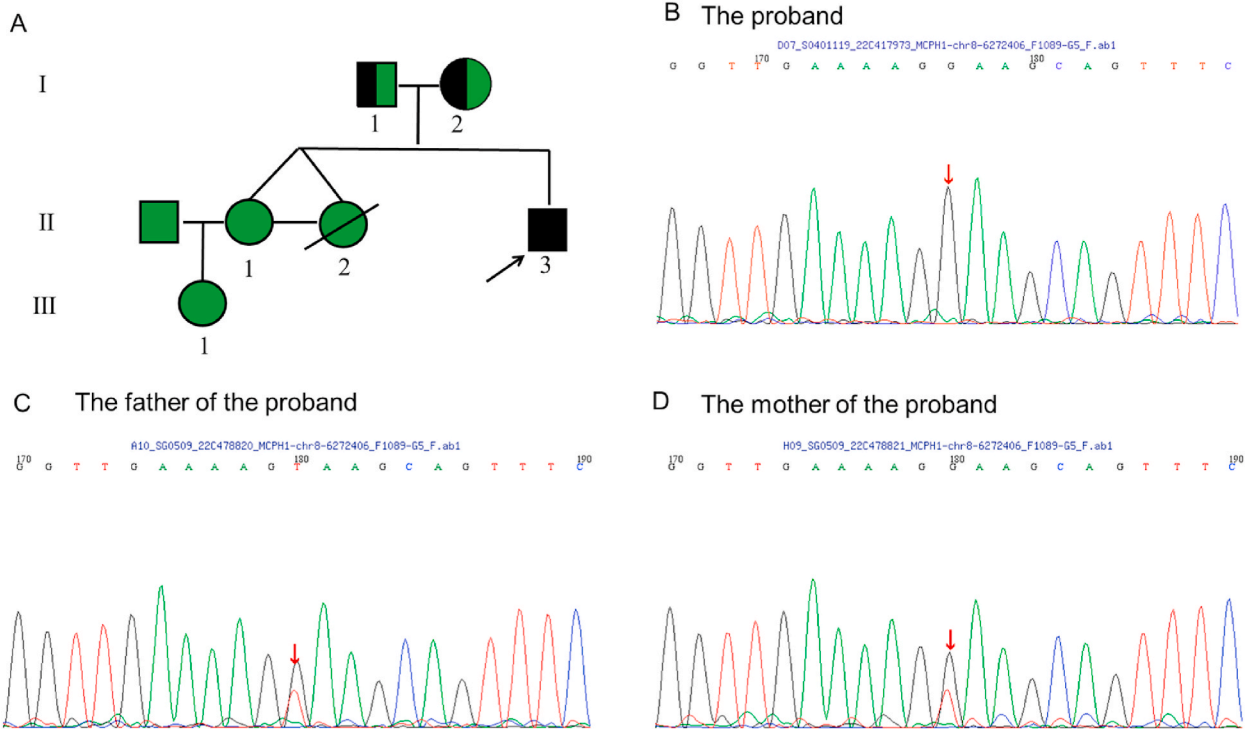 A
I
1
2
II
1
2
3
III
1
B
The proband
D07_S0401119_22C417973_MCPH1-chr8-6272406_F1089-G5_F.ab1
170
180
G G T T G A A A A G G A A G C A G T T T C
C
The father of the proband
A10_SG0509_22C478820_MCPH1-chr8-6272406_F1089-G5_F.ab1
170
180
190
G G T T G A A A A G T A A G C A G T T T C
D
The mother of the proband
H09_SG0509_22C478821_MCPH1-chr8-6272406_F1089-G5_F.ab1
170
180
190
G G T T G A A A A G G A A G C A G T T T C